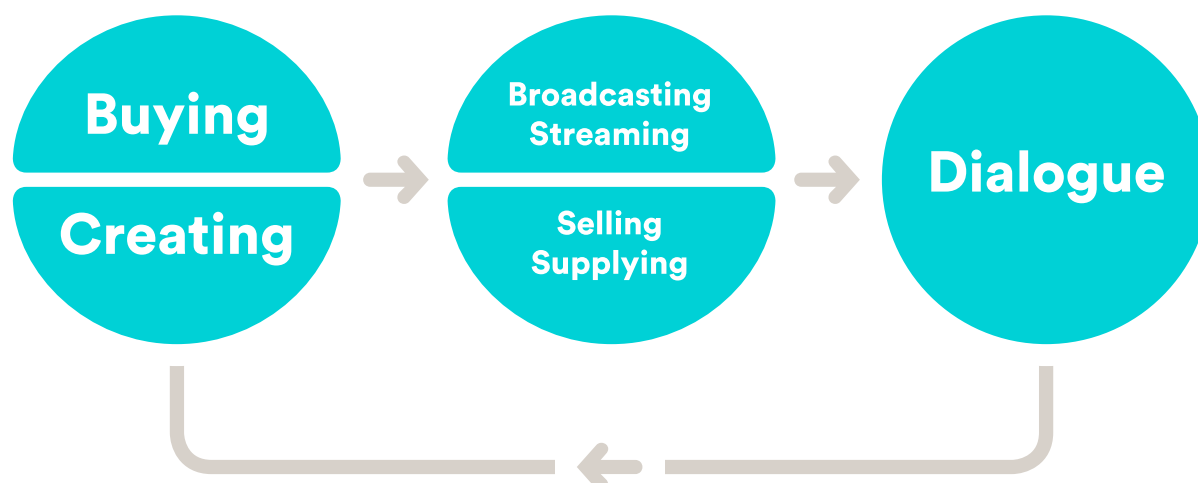 Buying
Creating
Broadcasting
Streaming
Selling
Supplying
Dialogue